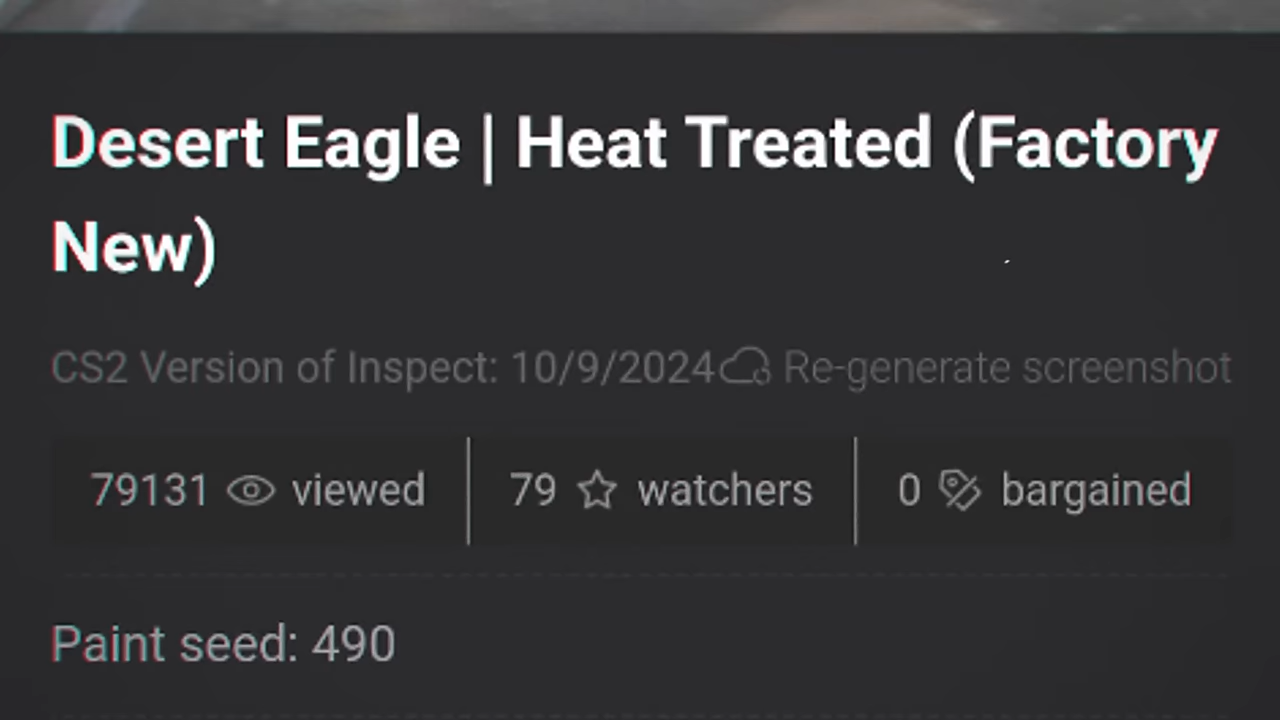 Desert Eagle | Heat Treated (Factory
New)
CS2 Version of Inspect: 10/9/2024 Re-generate screenshot
79131 viewed 79 watchers 0 bargained
Paint seed: 490